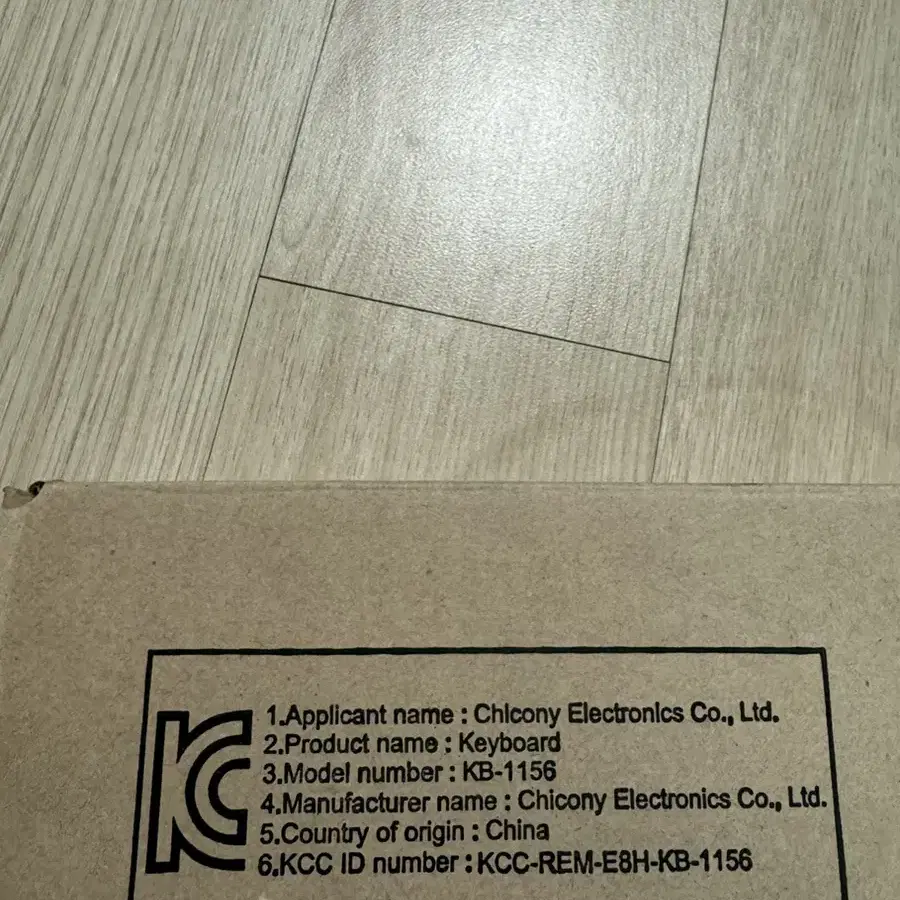 KC
1.Applicant name : Chicony Electronics Co., Ltd.
2.Product name : Keyboard
3.Model number : KB-1156
4.Manufacturer name : Chicony Electronics Co., Ltd.
5.Country of origin : China
6.KCC ID number : KCC-REM-E8H-KB-1156